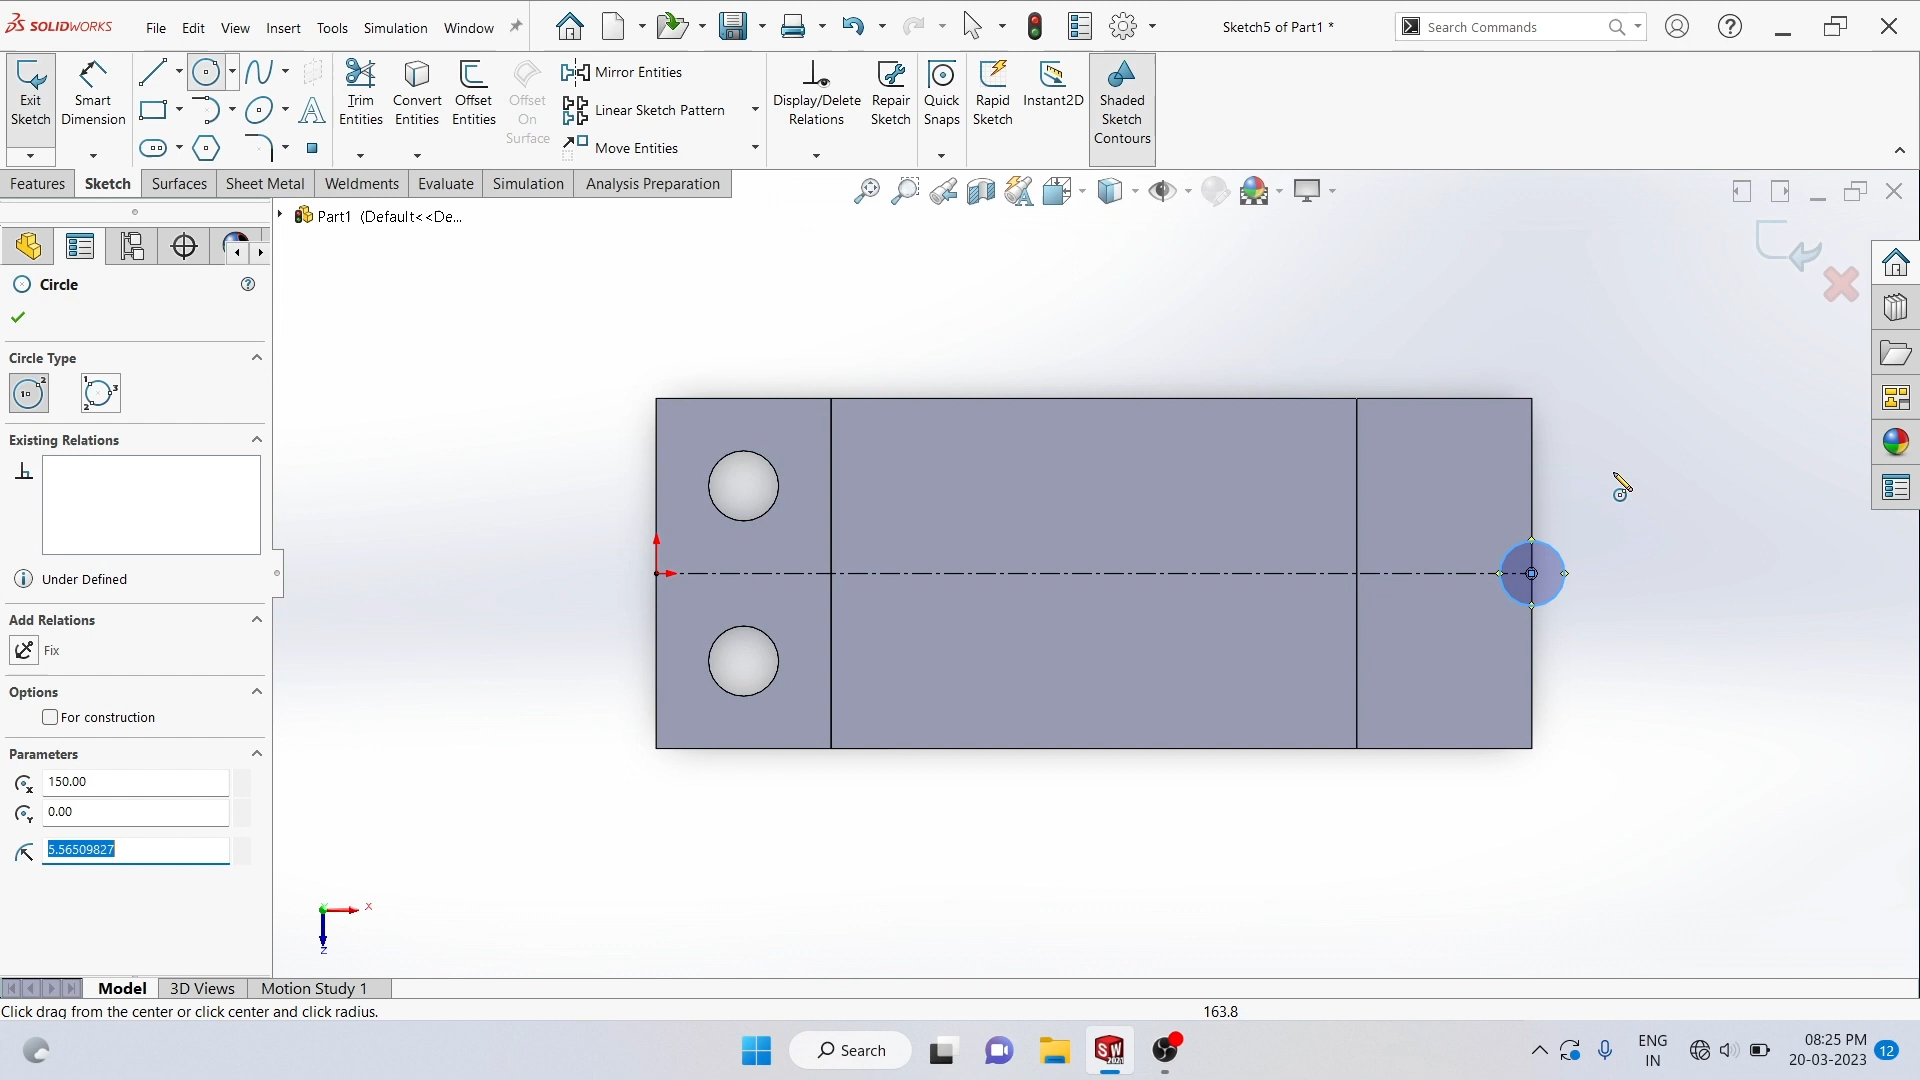 SOLIDWORKS File Edit View Insert Tools Simulation Window Sketch5 of Part1 * Search Commands
Exit Sketch
Smart Dimension
Trim Entities
Convert Entities
Offset Entities
Offset On Surface
Mirror Entities
Linear Sketch Pattern
Move Entities
Display/Delete Relations
Repair Sketch
Quick Snaps
Rapid Sketch
Instant2D
Shaded Sketch Contours
Features Sketch Surfaces Sheet Metal Weldments Evaluate Simulation Analysis Preparation
Part1 (Default<<De...
Circle
Circle Type
Existing Relations
Under Defined
Add Relations
Fix
Options
For construction
Parameters
150.00
0.00
5.56509827
X
Z
Model 3D Views Motion Study 1
Click drag from the center or click center and click radius. 163.8
Search
ENG
IN
08:25 PM
20-03-2023
12